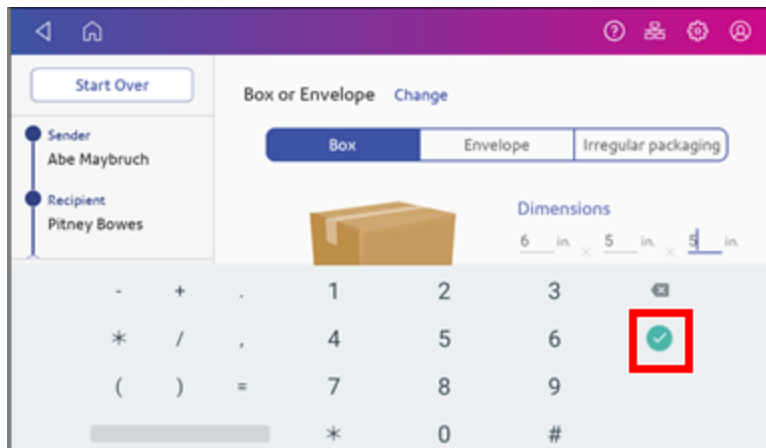 Start Over
Box or Envelope Change
Sender
Abe Maybruch
Recipient
Pitney Bowes
Box Envelope Irregular packaging
Dimensions
6 in. × 5 in. × 5 in.
- + . 1 2 3
* / , 4 5 6
( ) = 7 8 9
* 0 #